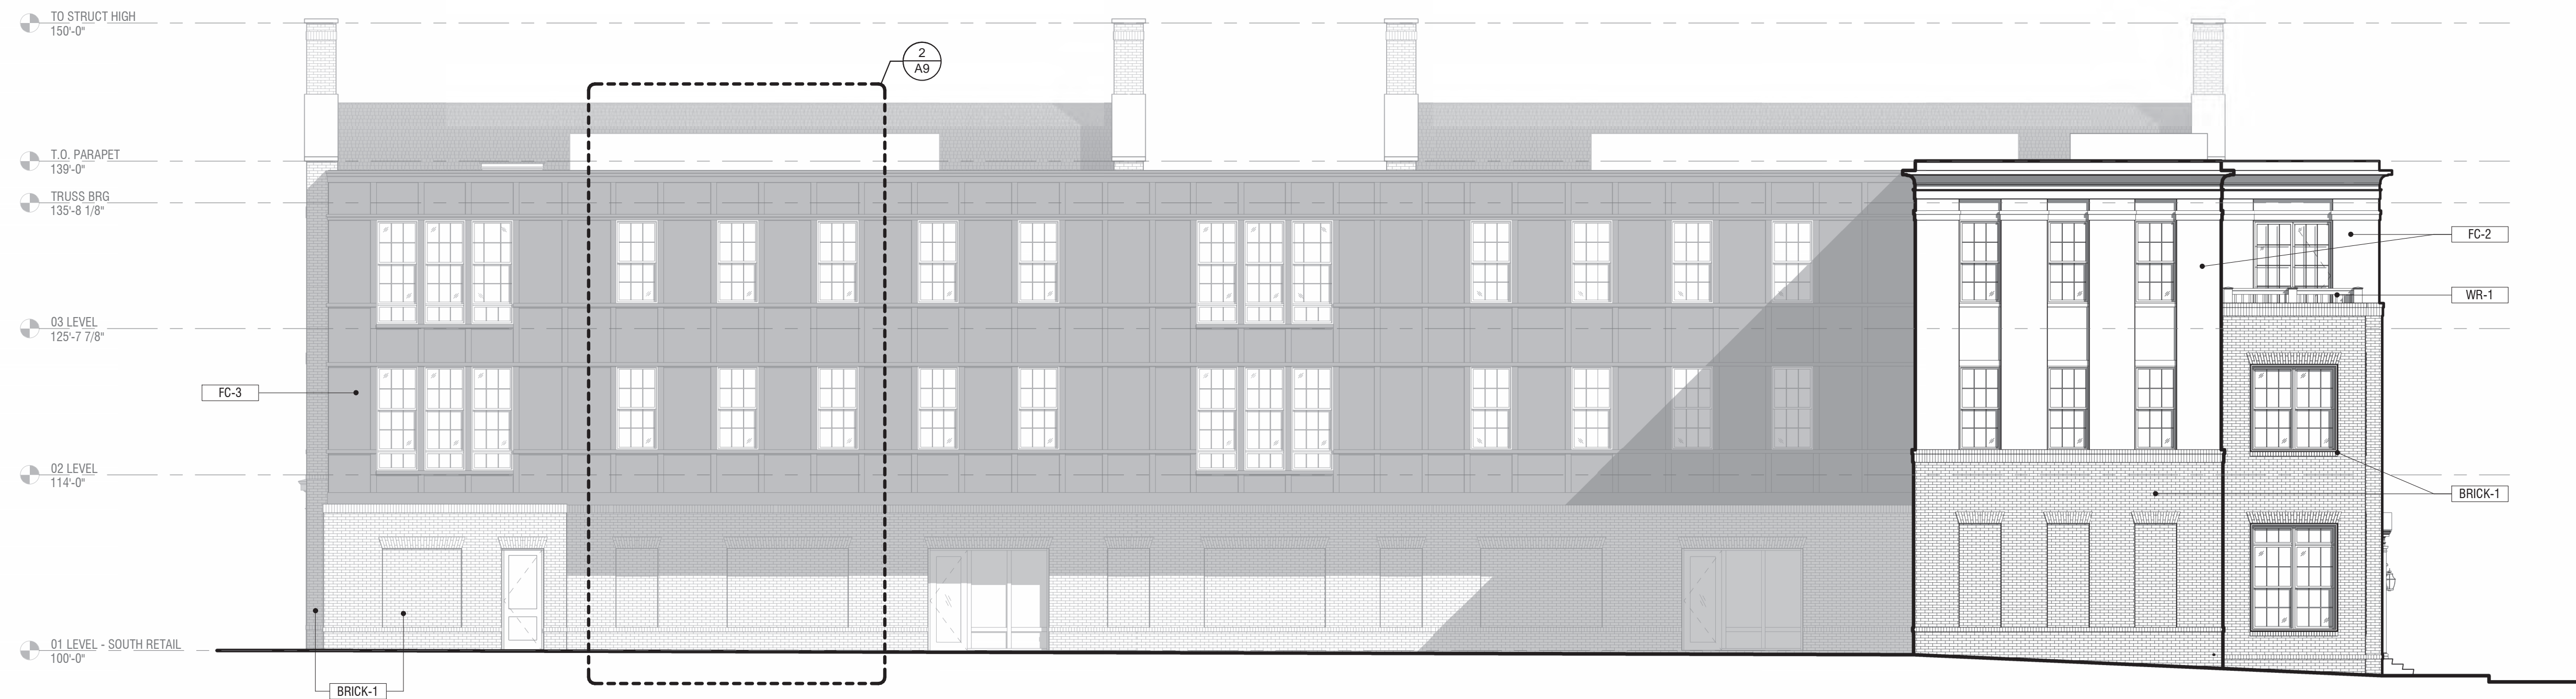 TO STRUCT HIGH
150'-0"
2
A9
T.O. PARAPET
139'-0"
TRUSS BRG
135'-8 1/8"
FC-2
WR-1
03 LEVEL
125'-7 7/8"
FC-3
02 LEVEL
114'-0"
BRICK-1
01 LEVEL - SOUTH RETAIL
100'-0"
BRICK-1